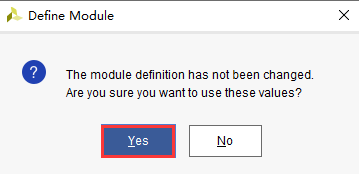 Define Module
The module definition has not been changed.
Are you sure you want to use these values?
Yes
No